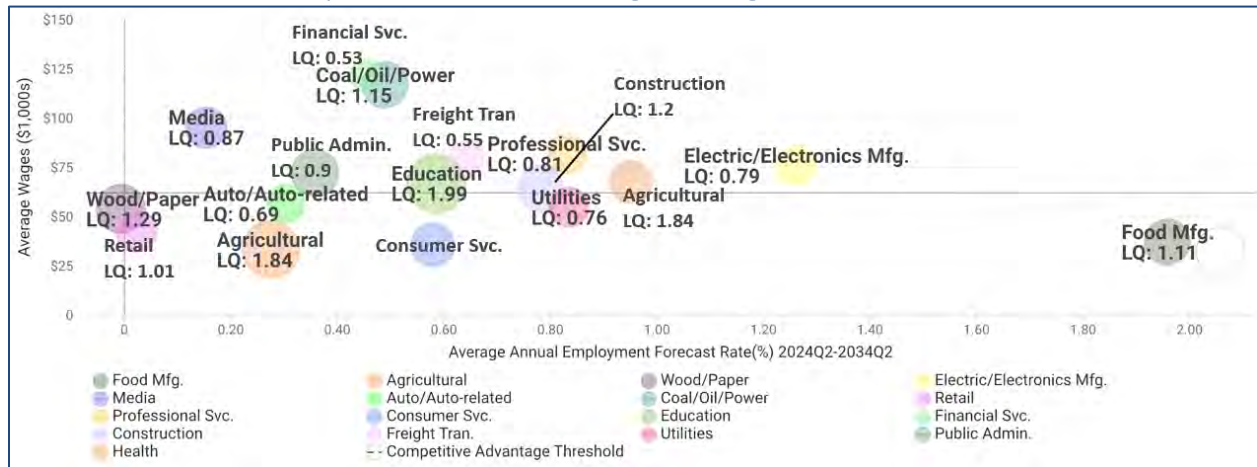 $150
$125
$100
$75
$50
$25
0
Average Wages ($1,000s)
Financial Svc.
LQ: 0.53
Coal/Oil/Power
LQ: 1.15
Media
LQ: 0.87
Freight Tran
LQ: 0.55
Construction
LQ: 1.2
Public Admin.
LQ: 0.9
Professional Svc.
LQ: 0.81
Electric/Electronics Mfg.
LQ: 0.79
Education
LQ: 1.99
Wood/Paper
LQ: 1.29
Auto/Auto-related
LQ: 0.69
Utilities
LQ: 0.76
Agricultural
LQ: 1.84
Retail
LQ: 1.01
Agricultural
LQ: 1.84
Consumer Svc.
Food Mfg.
LQ: 1.11
0
0.20
0.40
0.60
0.80
1.00
1.20
1.40
1.60
1.80
2.00
Average Annual Employment Forecast Rate(%) 2024Q2-2034Q2
Food Mfg.
Agricultural
Wood/Paper
Electric/Electronics Mfg.
Media
Auto/Auto-related
Coal/Oil/Power
Retail
Professional Svc.
Consumer Svc.
Education
Financial Svc.
Construction
Freight Tran.
Utilities
Public Admin.
Health
Competitive Advantage Threshold